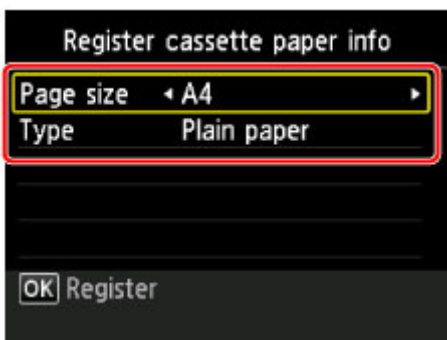 Register cassette paper info
Page size A4
Type Plain paper
OK Register